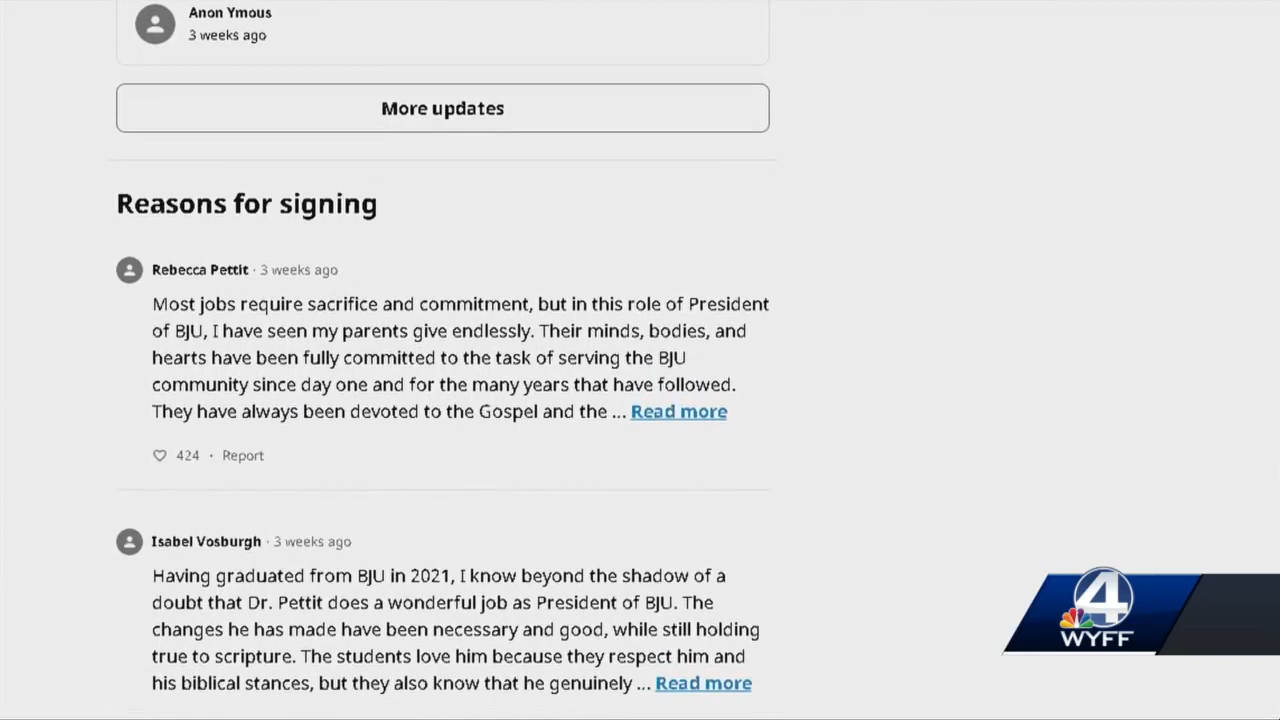 Anon Ymous
3 weeks ago
More updates
Reasons for signing
Rebecca Pettit · 3 weeks ago
Most jobs require sacrifice and commitment, but in this role of President
of BJU, I have seen my parents give endlessly. Their minds, bodies, and
hearts have been fully committed to the task of serving the BJU
community since day one and for the many years that have followed.
They have always been devoted to the Gospel and the ... Read more
424 · Report
Isabel Vosburgh · 3 weeks ago
Having graduated from BJU in 2021, I know beyond the shadow of a
doubt that Dr. Pettit does a wonderful job as President of BJU. The
changes he has made have been necessary and good, while still holding
true to scripture. The students love him because they respect him and
his biblical stances, but they also know that he genuinely ... Read more
4
WYFF